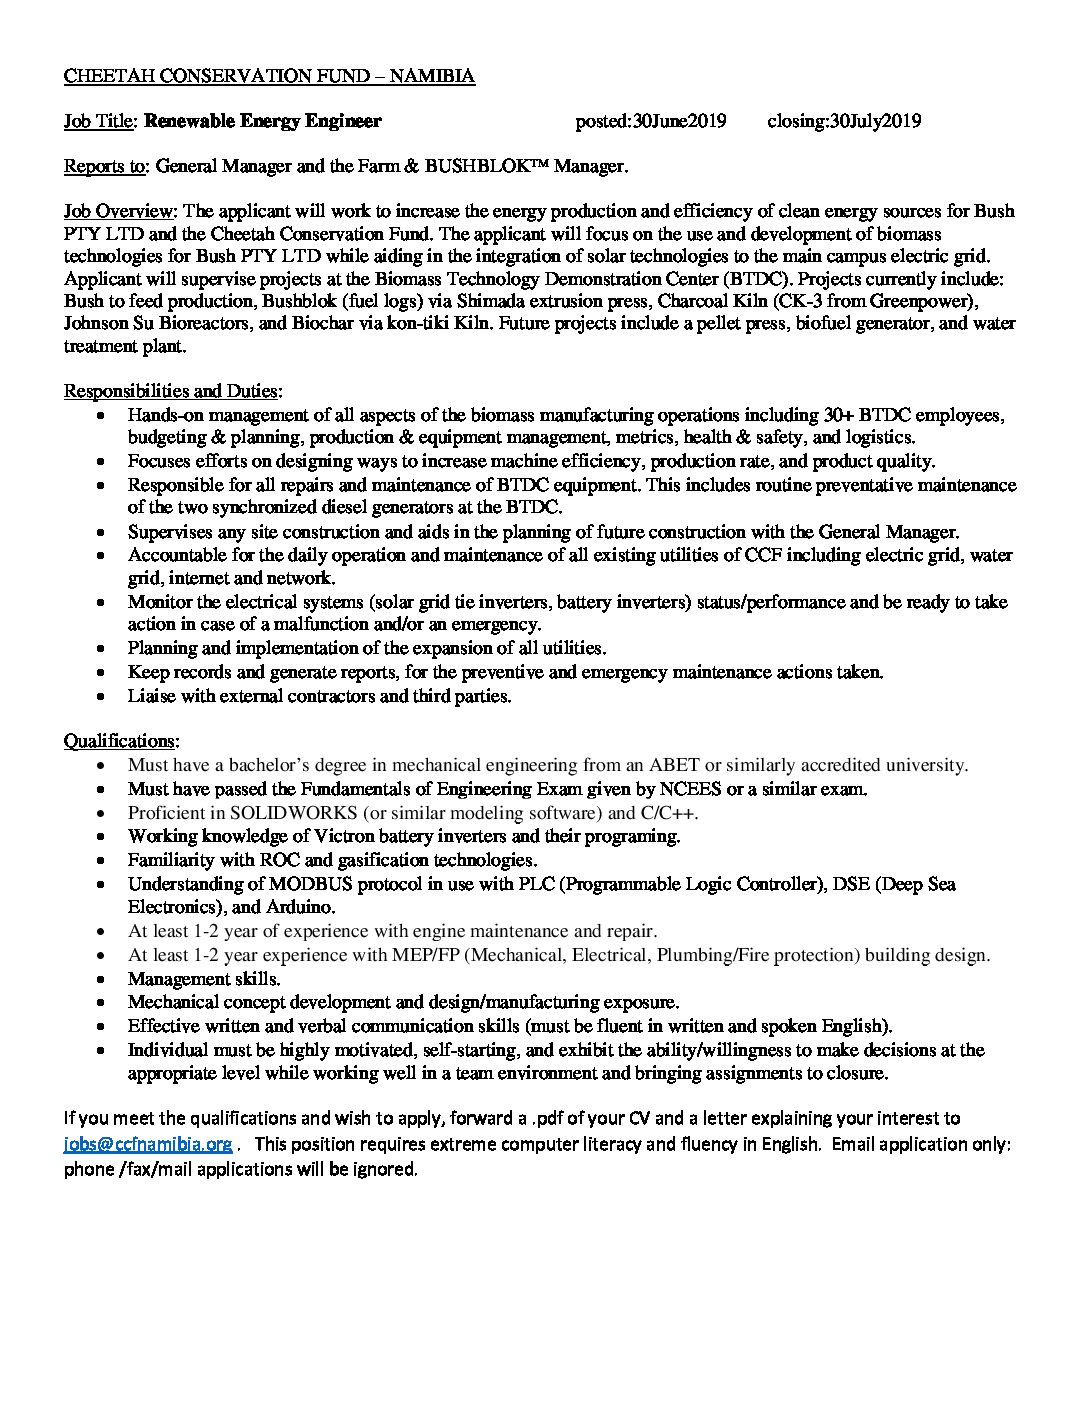 CHEETAH CONSERVATION FUND – NAMIBIA
Job Title: Renewable Energy Engineer posted:30June2019 closing:30July2019
Reports to: General Manager and the Farm & BUSHBLOK™ Manager.
Job Overview: The applicant will work to increase the energy production and efficiency of clean energy sources for Bush
PTY LTD and the Cheetah Conservation Fund. The applicant will focus on the use and development of biomass
technologies for Bush PTY LTD while aiding in the integration of solar technologies to the main campus electric grid.
Applicant will supervise projects at the Biomass Technology Demonstration Center (BTDC). Projects currently include:
Bush to feed production, Bushblok (fuel logs) via Shimada extrusion press, Charcoal Kiln (CK-3 from Greenpower),
Johnson Su Bioreactors, and Biochar via kon-tiki Kiln. Future projects include a pellet press, biofuel generator, and water
treatment plant.
Responsibilities and Duties:
• Hands-on management of all aspects of the biomass manufacturing operations including 30+ BTDC employees,
budgeting & planning, production & equipment management, metrics, health & safety, and logistics.
• Focuses efforts on designing ways to increase machine efficiency, production rate, and product quality.
• Responsible for all repairs and maintenance of BTDC equipment. This includes routine preventative maintenance
of the two synchronized diesel generators at the BTDC.
• Supervises any site construction and aids in the planning of future construction with the General Manager.
• Accountable for the daily operation and maintenance of all existing utilities of CCF including electric grid, water
grid, internet and network.
• Monitor the electrical systems (solar grid tie inverters, battery inverters) status/performance and be ready to take
action in case of a malfunction and/or an emergency.
• Planning and implementation of the expansion of all utilities.
• Keep records and generate reports, for the preventive and emergency maintenance actions taken.
• Liaise with external contractors and third parties.
Qualifications:
• Must have a bachelor’s degree in mechanical engineering from an ABET or similarly accredited university.
• Must have passed the Fundamentals of Engineering Exam given by NCEES or a similar exam.
• Proficient in SOLIDWORKS (or similar modeling software) and C/C++.
• Working knowledge of Victron battery inverters and their programing.
• Familiarity with ROC and gasification technologies.
• Understanding of MODBUS protocol in use with PLC (Programmable Logic Controller), DSE (Deep Sea
Electronics), and Arduino.
• At least 1-2 year of experience with engine maintenance and repair.
• At least 1-2 year experience with MEP/FP (Mechanical, Electrical, Plumbing/Fire protection) building design.
• Management skills.
• Mechanical concept development and design/manufacturing exposure.
• Effective written and verbal communication skills (must be fluent in written and spoken English).
• Individual must be highly motivated, self-starting, and exhibit the ability/willingness to make decisions at the
appropriate level while working well in a team environment and bringing assignments to closure.
If you meet the qualifications and wish to apply, forward a .pdf of your CV and a letter explaining your interest to
jobs@ccfnamibia.org . This position requires extreme computer literacy and fluency in English. Email application only:
phone /fax/mail applications will be ignored.